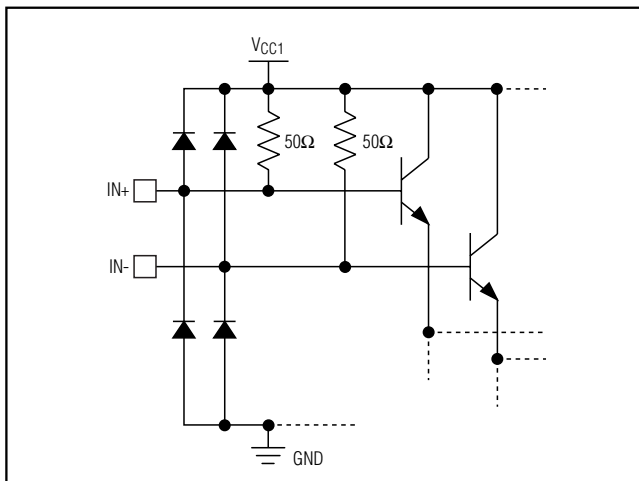 VCC1
50Ω 50Ω
IN+
IN-
GND